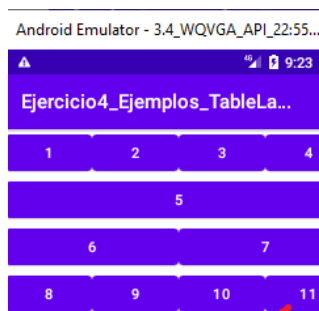 Android Emulator - 3.4_WQVGA_API_22:55...
46 9:23
Ejercicio4_Ejemplos_TableLa...
1 2 3 4
5
6 7
8 9 10 11